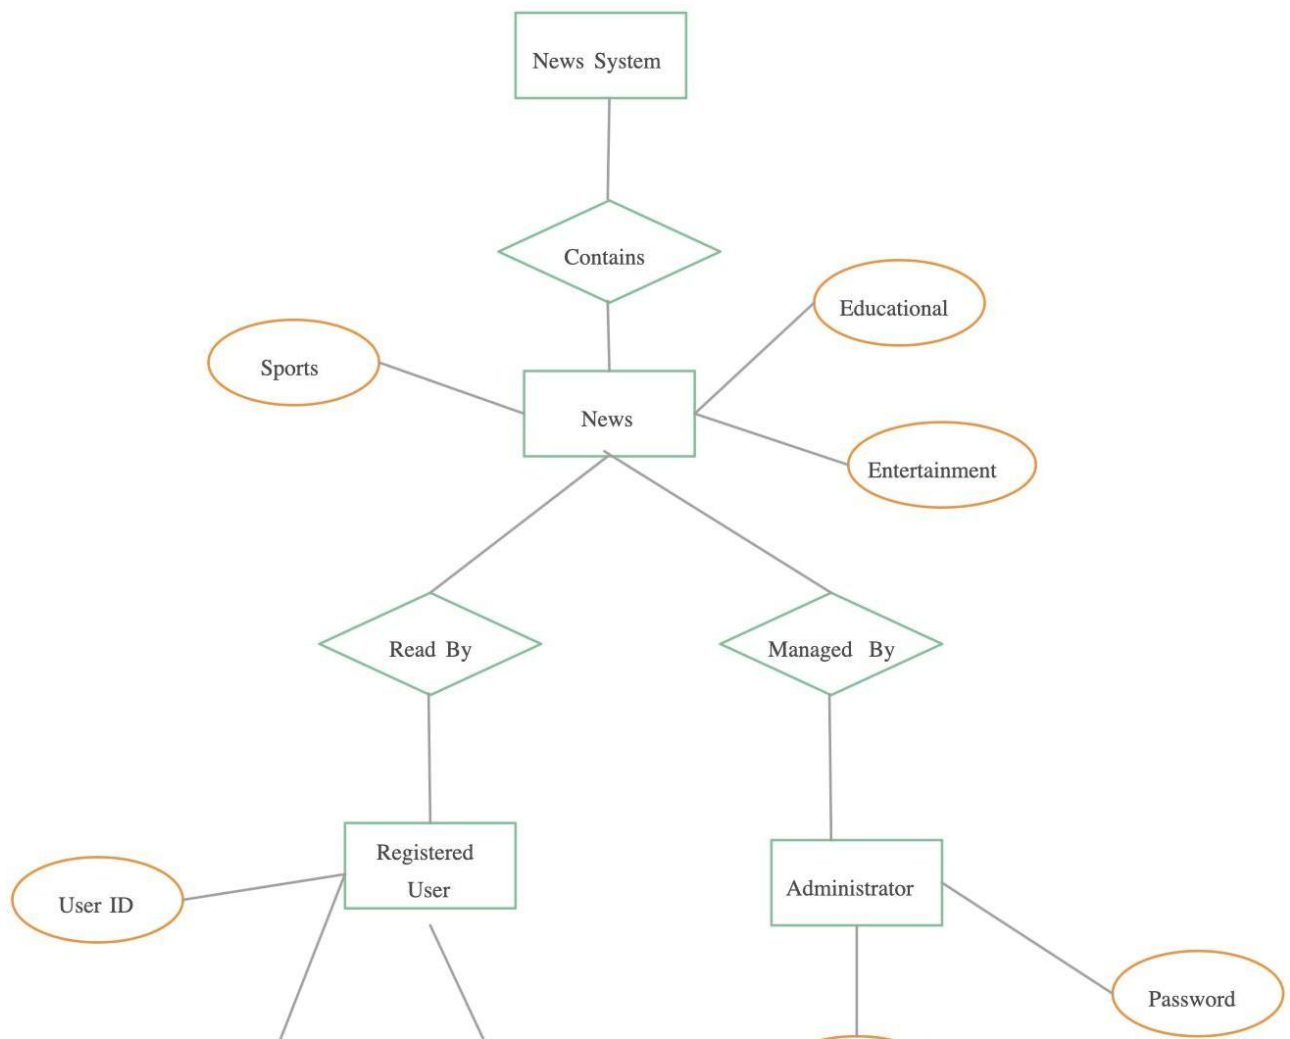 News System
Contains
Educational
Sports
News
Entertainment
Read By
Managed By
Registered
User
Administrator
User ID
Password